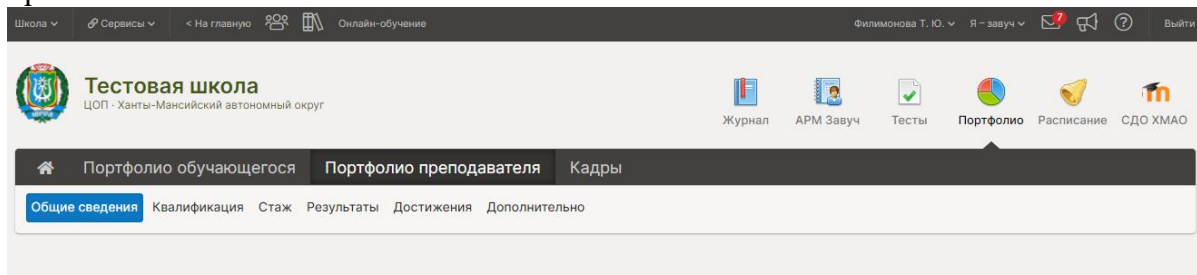 Школа Сервисы < На главную Онлайн-обучение Филимонова Т. Ю. Я – завуч 7 ? Выйти
Тестовая школа
ЦОП · Ханты-Мансийский автономный округ
Журнал АРМ Завуч Тесты Портфолио Расписание СДО ХМАО
Портфолио обучающегося Портфолио преподавателя Кадры
Общие сведения Квалификация Стаж Результаты Достижения Дополнительно